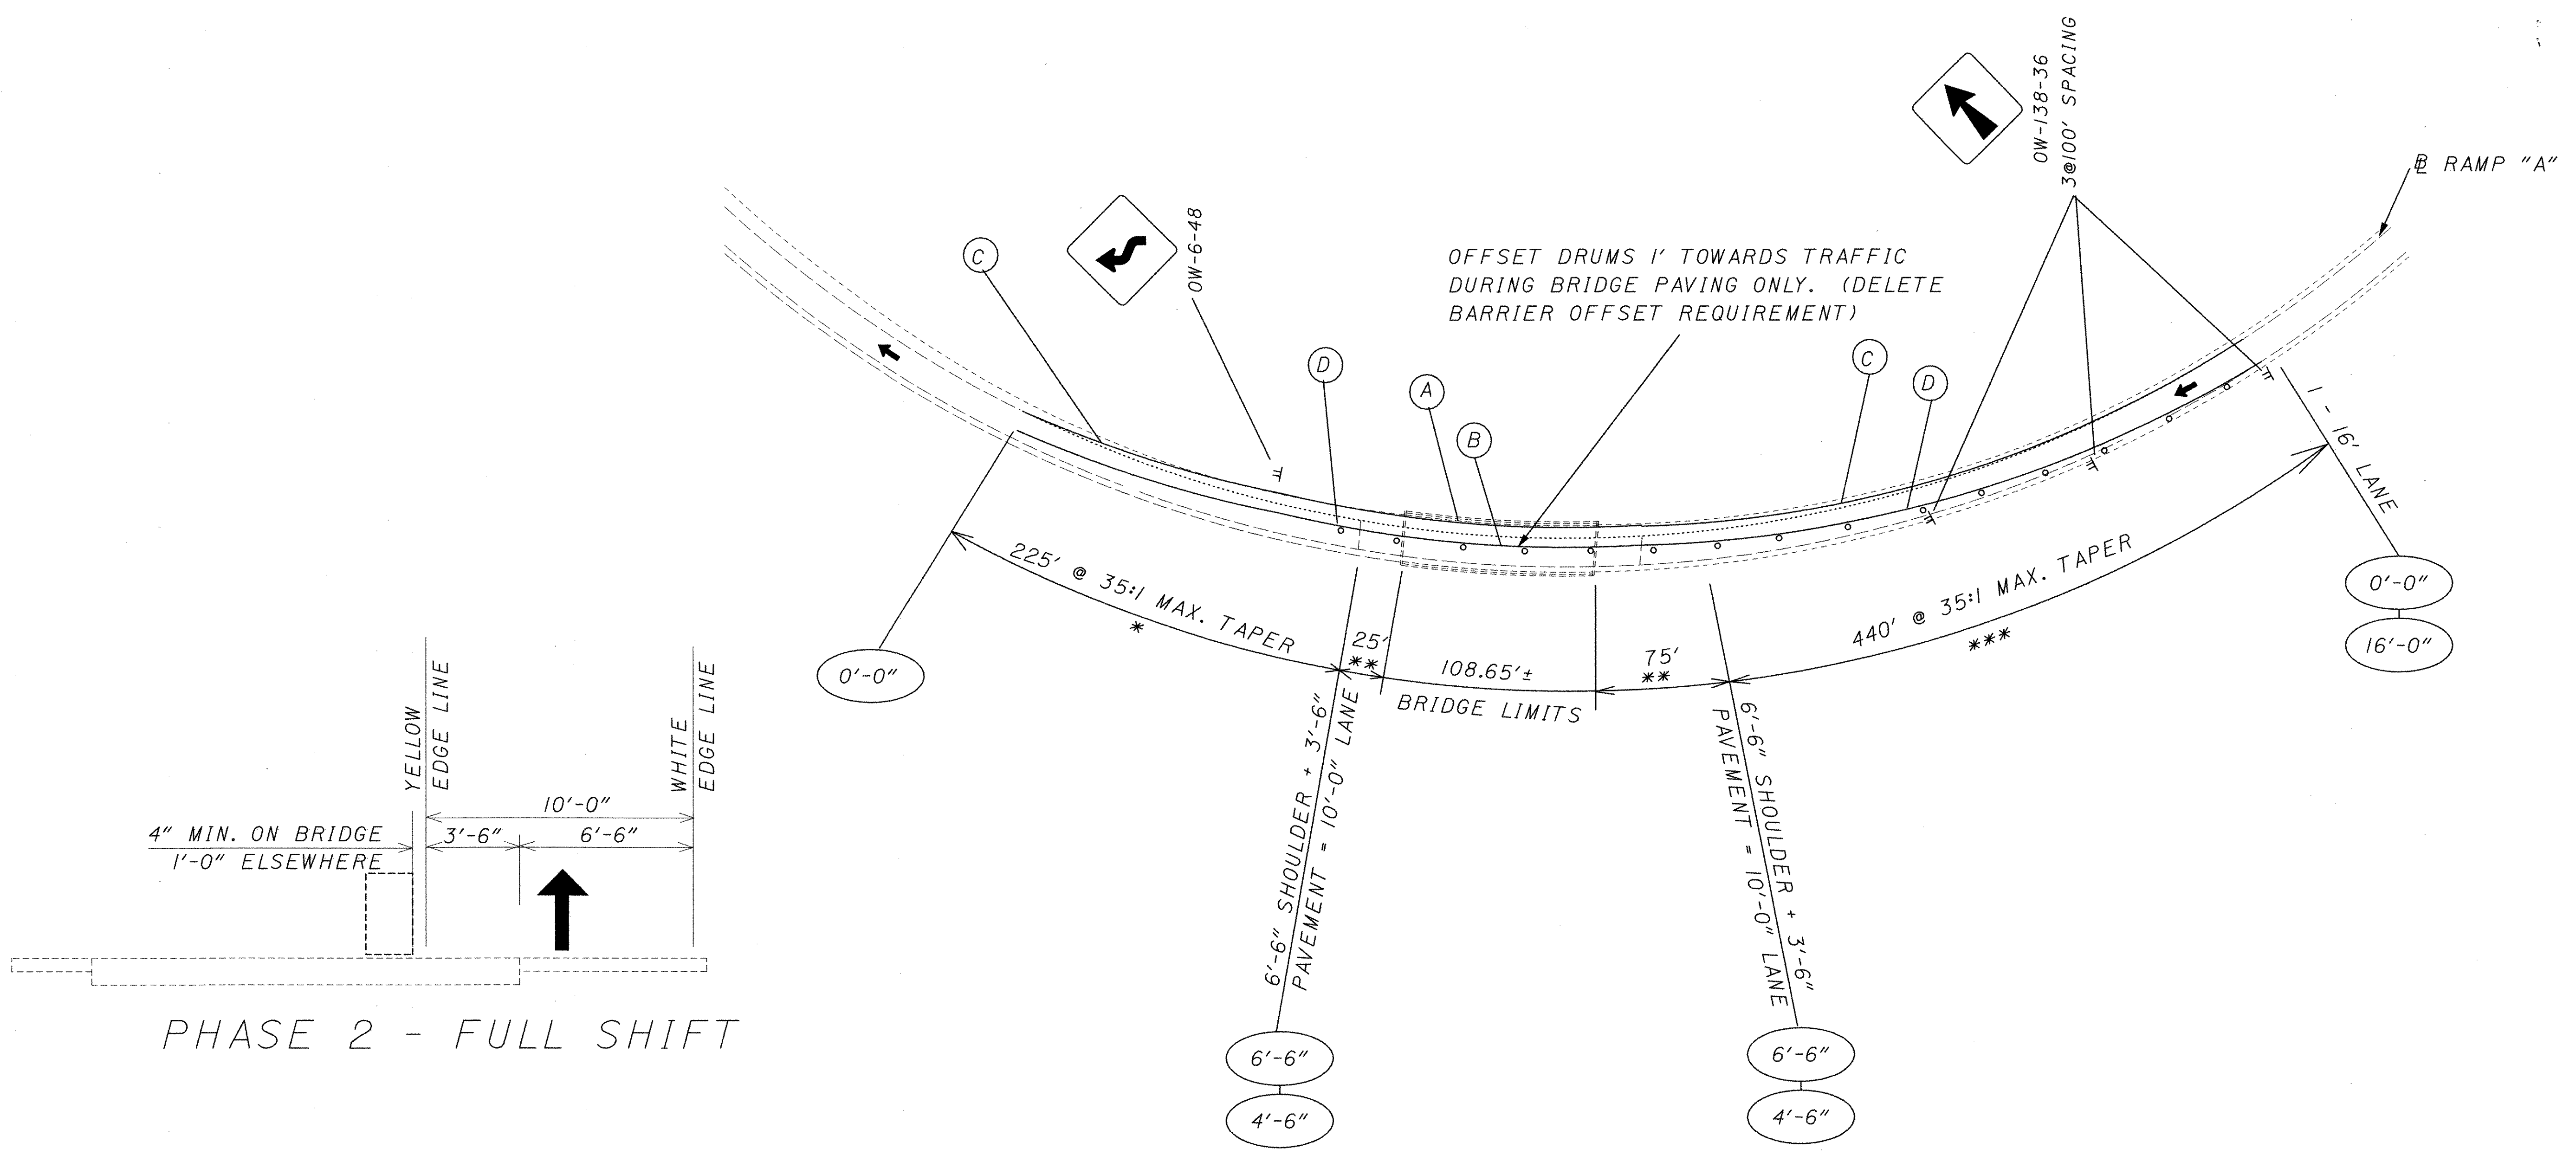 OW-138-36
3@100' SPACING
℄ RAMP "A"
OW-6-48
C
OFFSET DRUMS 1' TOWARDS TRAFFIC
DURING BRIDGE PAVING ONLY. (DELETE
BARRIER OFFSET REQUIREMENT)
D
A
B
C
D
1 - 16' LANE
225' @ 35:1 MAX. TAPER
*
25'
**
108.65'±
BRIDGE LIMITS
75'
**
440' @ 35:1 MAX. TAPER
***
0'-0"
0'-0"
16'-0"
6'-6" SHOULDER + 3'-6"
PAVEMENT = 10'-0" LANE
6'-6" SHOULDER + 3'-6"
PAVEMENT = 10'-0" LANE
6'-6"
4'-6"
6'-6"
4'-6"
YELLOW
EDGE LINE
WHITE
EDGE LINE
10'-0"
4" MIN. ON BRIDGE
1'-0" ELSEWHERE
3'-6"
6'-6"
PHASE 2 - FULL SHIFT